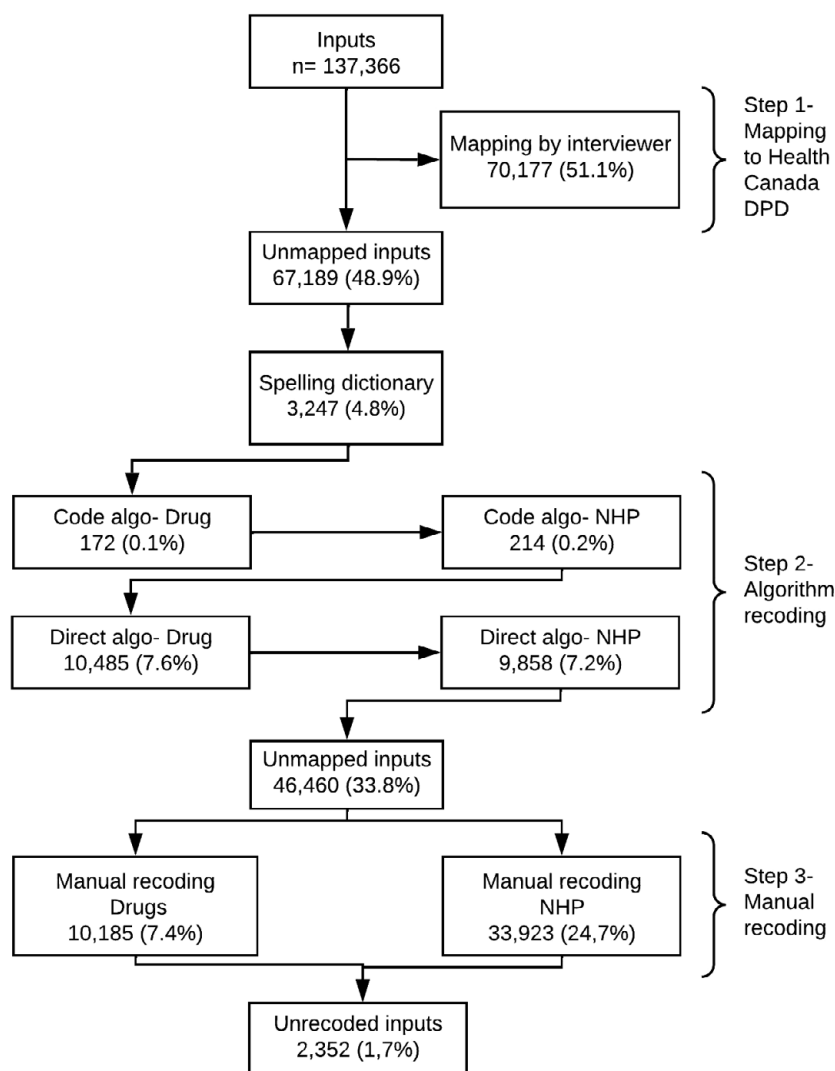 Inputs
n= 137,366
Mapping by interviewer
70,177 (51.1%)
Step 1-
Mapping
to Health
Canada
DPD
Unmapped inputs
67,189 (48.9%)
Spelling dictionary
3,247 (4.8%)
Code algo- Drug
172 (0.1%)
Code algo- NHP
214 (0.2%)
Direct algo- Drug
10,485 (7.6%)
Direct algo- NHP
9,858 (7.2%)
Step 2-
Algorithm
recoding
Unmapped inputs
46,460 (33.8%)
Manual recoding
Drugs
10,185 (7.4%)
Manual recoding
NHP
33,923 (24,7%)
Step 3-
Manual
recoding
Unrecoded inputs
2,352 (1,7%)